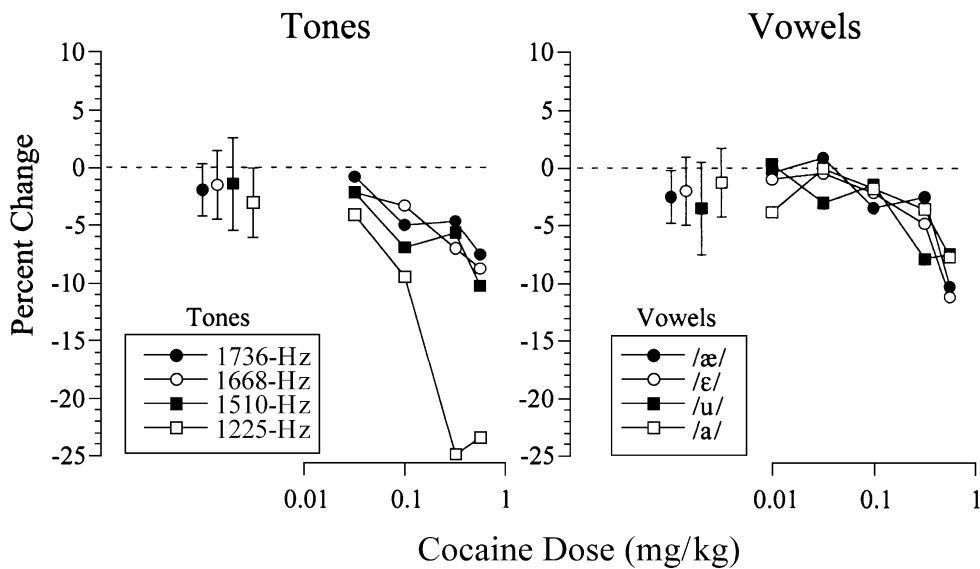 Tones
Vowels
Percent Change
10
5
0
-5
-10
-15
-20
-25
Tones
1736-Hz
1668-Hz
1510-Hz
1225-Hz
0.01
0.1
1
10
5
0
-5
-10
-15
-20
-25
Vowels
/æ/
/ɛ/
/u/
/a/
0.01
0.1
1
Cocaine Dose (mg/kg)